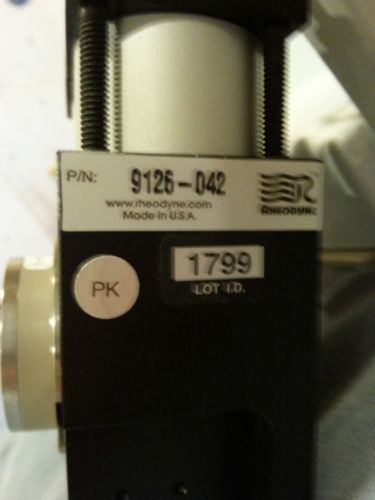 P/N: 9126-042
www.rheodyne.com
Made in U.S.A.
RHEODYNE
1799
LOT I.D.
PK